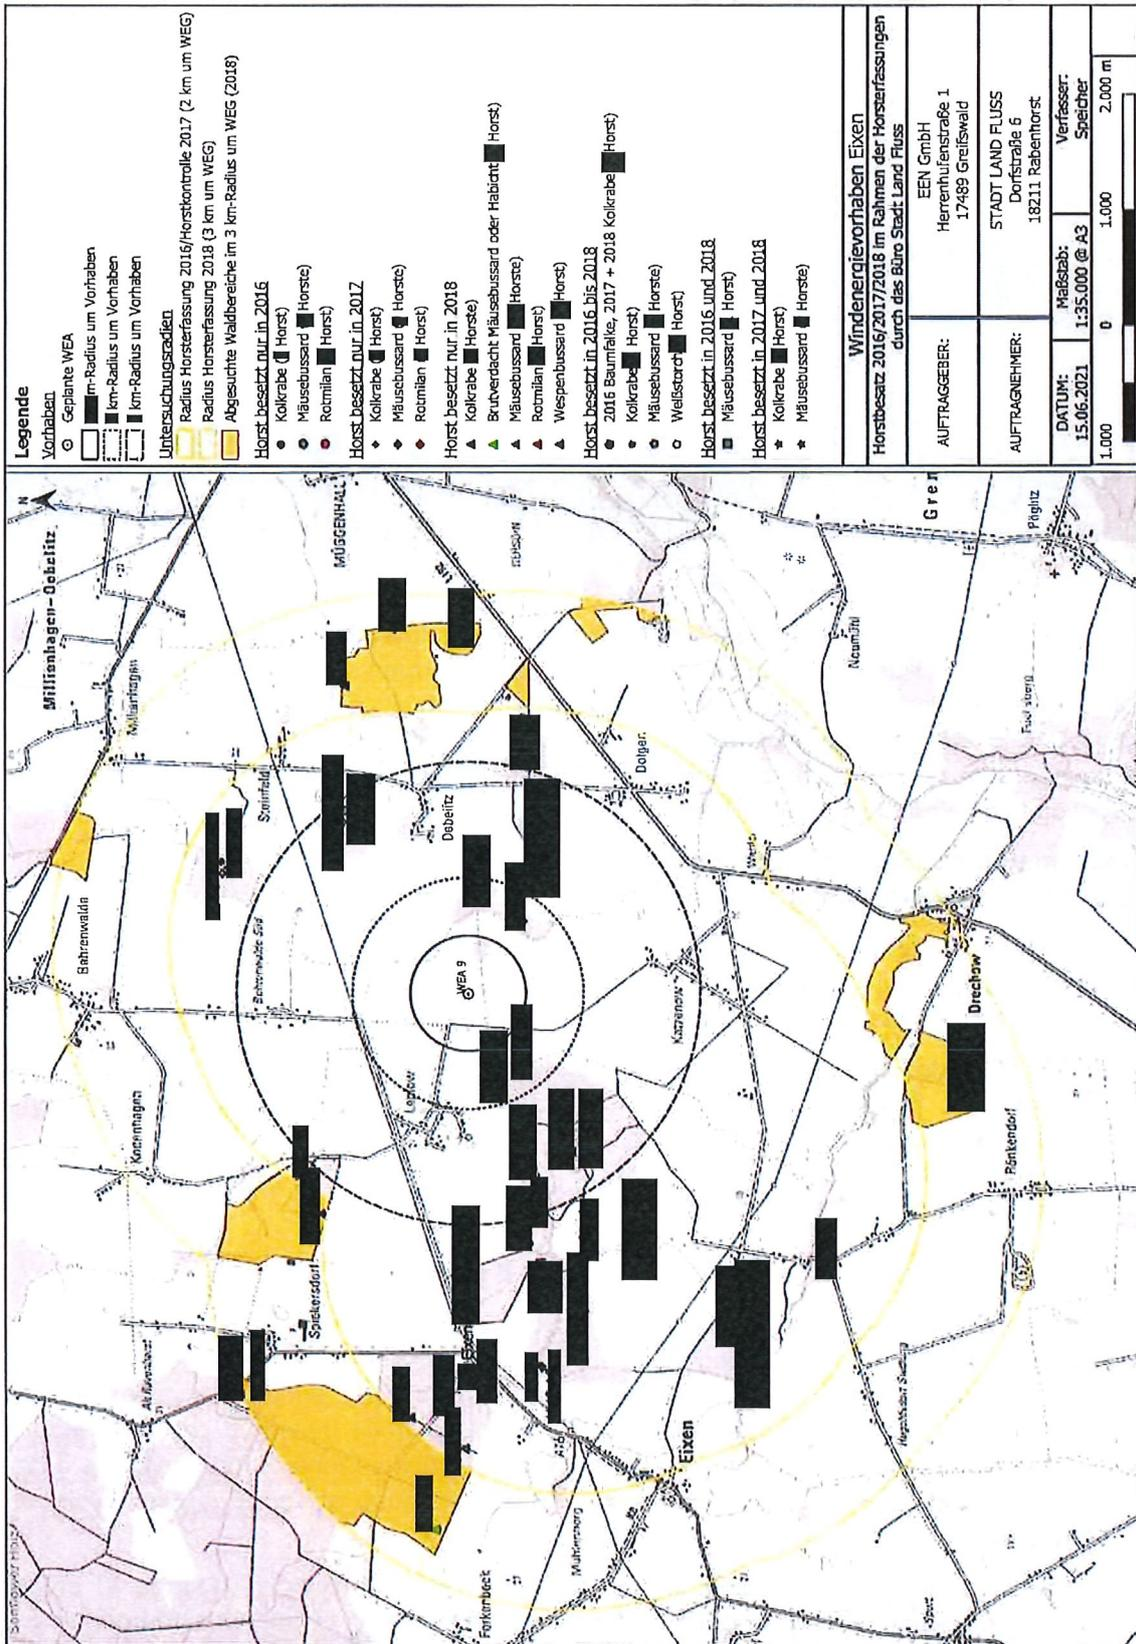 Legende
Vorhaben
Geplante WEA
m-Radius um Vorhaben
km-Radius um Vorhaben
km-Radius um Vorhaben
Untersuchungsradien
Radius Horsterfassung 2016/Horstkontrolle 2017 (2 km um WEG)
Radius Horsterfassung 2018 (3 km um WEG)
Abgesuchte Waldbereiche im 3 km-Radius um WEG (2018)
Horst besetzt nur in 2016
Kolkrabe ( Horst)
Mäusebussard ( Horste)
Rotmilan Horst)
Horst besetzt nur in 2017
Kolkrabe ( Horst)
Mäusebussard ( Horste)
Rotmilan ( Horst)
Horst besetzt nur in 2018
Kolkrabe Horste)
Brutverdacht Mäusebussard oder Habicht Horst)
Mäusebussard Horste)
Rotmilan Horst)
Wespenbussard Horst)
Horst besetzt in 2016 bis 2018
2016 Baumfalke, 2017 + 2018 Kolkrabe Horst)
Kolkrabe Horst)
Mäusebussard Horste)
Weißstorch Horst)
Horst besetzt in 2016 und 2018
Mäusebussard Horst)
Horst besetzt in 2017 und 2018
Kolkrabe Horst)
Mäusebussard Horste)
Windenergievorhaben Eixen
Horstbesatz 2016/2017/2018 im Rahmen der Horsterfassungen
durch das Büro Stadt Land Fluss
AUFTRAGGEBER:
EEN GmbH
Herrenhufenstraße 1
17489 Greifswald
AUFTRAGNEHMER:
STADT LAND FLUSS
Dorfstraße 6
18211 Rabenhorst
DATUM:
15.06.2021
Maßstab:
1:35.000 @ A3
Verfasser:
Speicher
1.000 0 1.000 2.000 m
N
Millienhagen-Oebelitz
Millienhagen
MÜGGENHALL
Bahrenwalde
Steinfeld
Dolgen
Neumühl
Pöglitz
Gren
Katzenow
WEA 9
Leplow
Spiekersdorf
Eixen
Eixen
Drechow
Rönkendorf
Forkenbeck
Muhlenberg
Werder